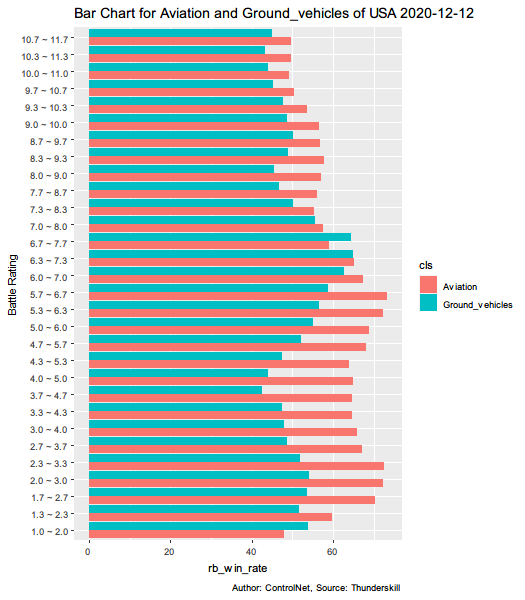 Bar Chart for Aviation and Ground_vehicles of USA 2020-12-12
10.7 ~ 11.7
10.3 ~ 11.3
10.0 ~ 11.0
9.7 ~ 10.7
9.3 ~ 10.3
9.0 ~ 10.0
8.7 ~ 9.7
8.3 ~ 9.3
8.0 ~ 9.0
7.7 ~ 8.7
7.3 ~ 8.3
7.0 ~ 8.0
6.7 ~ 7.7
6.3 ~ 7.3
6.0 ~ 7.0
5.7 ~ 6.7
5.3 ~ 6.3
5.0 ~ 6.0
4.7 ~ 5.7
4.3 ~ 5.3
4.0 ~ 5.0
3.7 ~ 4.7
3.3 ~ 4.3
3.0 ~ 4.0
2.7 ~ 3.7
2.3 ~ 3.3
2.0 ~ 3.0
1.7 ~ 2.7
1.3 ~ 2.3
1.0 ~ 2.0
Battle Rating
0 20 40 60
rb_win_rate
cls
Aviation
Ground_vehicles
Author: ControlNet, Source: Thunderskill